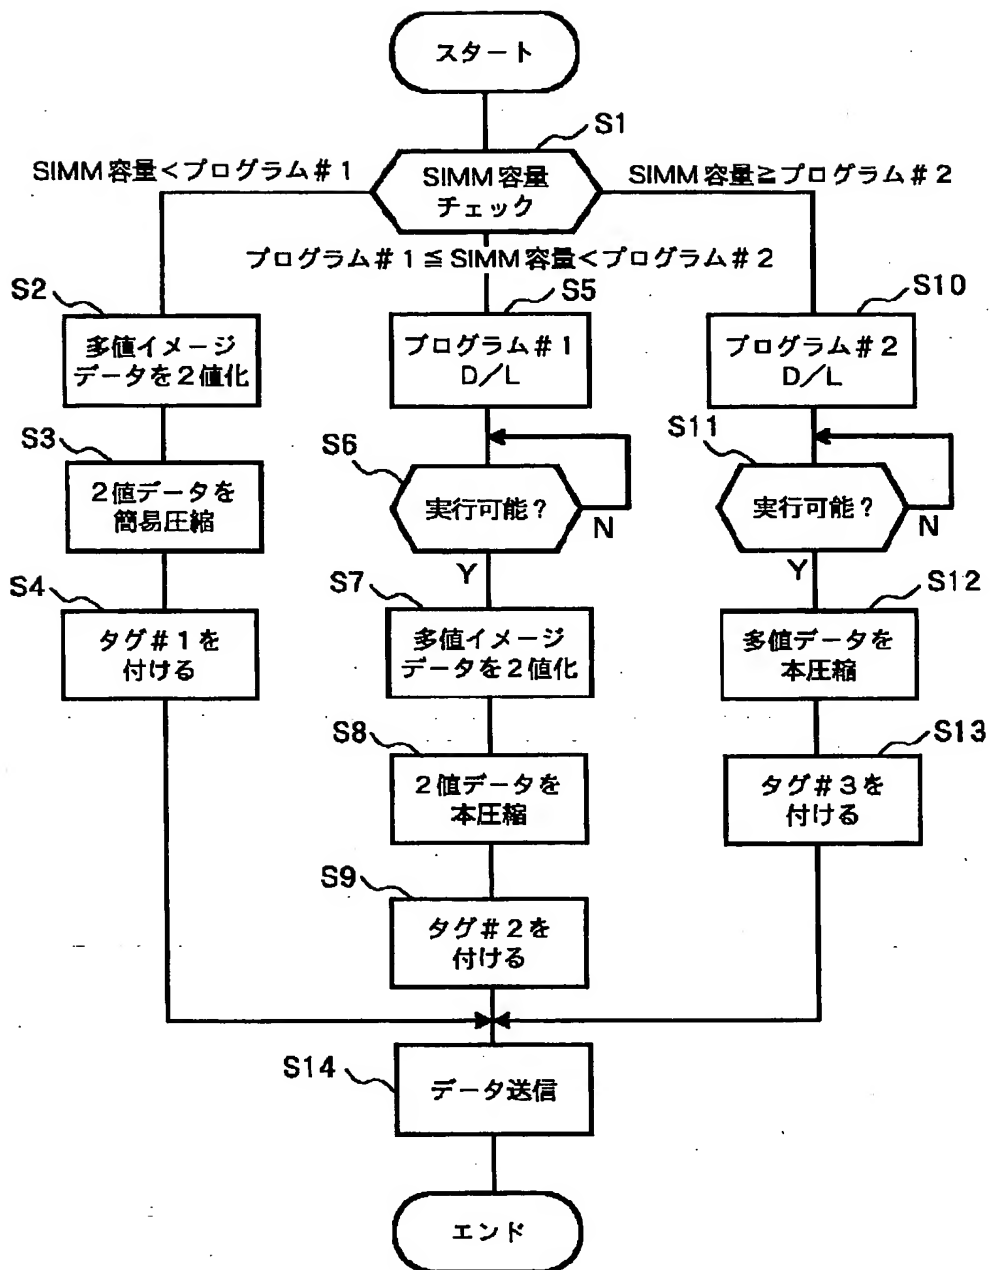 スタート
S1
SIMM容量
チェック
SIMM容量<プログラム#1
SIMM容量≧プログラム#2
プログラム#1≦SIMM容量<プログラム#2
S2
多値イメージ
データを2値化
S3
2値データを
簡易圧縮
S4
タグ#1を
付ける
S5
プログラム#1
D/L
S6
実行可能?
N
Y
S7
多値イメージ
データを2値化
S8
2値データを
本圧縮
S9
タグ#2を
付ける
S10
プログラム#2
D/L
S11
実行可能?
N
Y
S12
多値データを
本圧縮
S13
タグ#3を
付ける
S14
データ送信
エンド